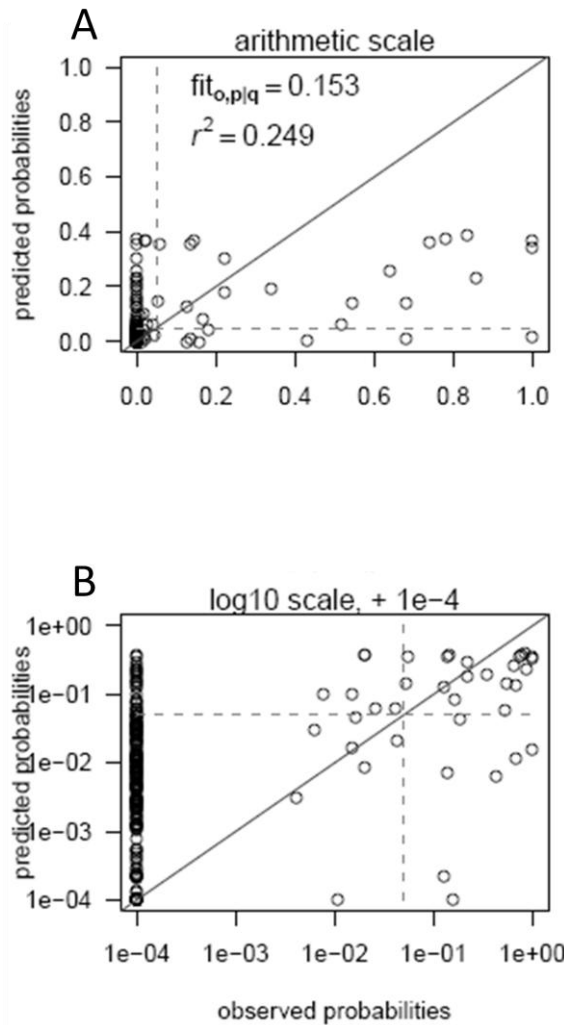 A
arithmetic scale
fito,p|q = 0.153
r² = 0.249
predicted probabilities
1.0
0.8
0.6
0.4
0.2
0.0
0.0 0.2 0.4 0.6 0.8 1.0
B
log10 scale, + 1e−4
predicted probabilities
1e+00
1e−01
1e−02
1e−03
1e−04
1e−04 1e−03 1e−02 1e−01 1e+00
observed probabilities